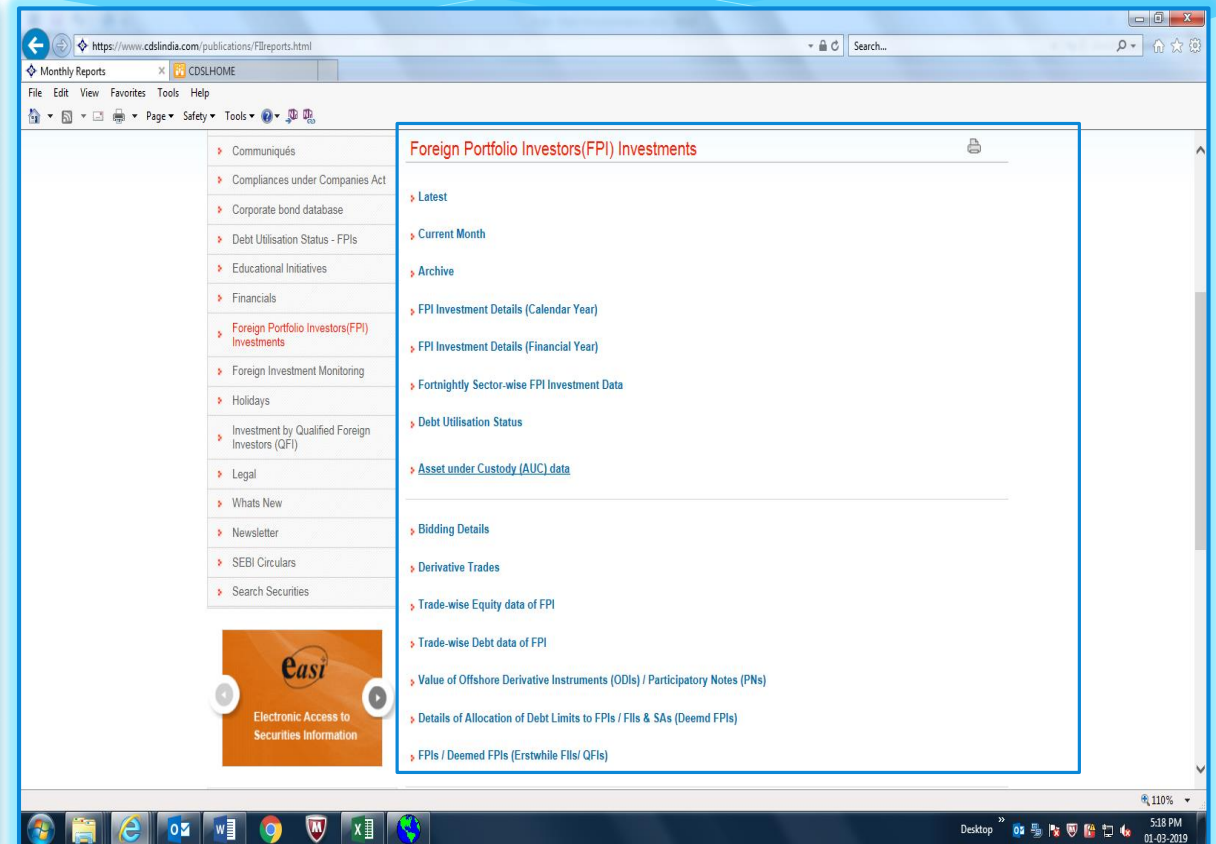 https://www.cdslindia.com/publications/FIIreports.html
Search...
Monthly Reports
CDSLHOME
File Edit View Favorites Tools Help
Page Safety Tools
Communiqués
Compliances under Companies Act
Corporate bond database
Debt Utilisation Status - FPIs
Educational Initiatives
Financials
Foreign Portfolio Investors(FPI)
Investments
Foreign Investment Monitoring
Holidays
Investment by Qualified Foreign
Investors (QFI)
Legal
Whats New
Newsletter
SEBI Circulars
Search Securities
easi
Electronic Access to
Securities Information
Foreign Portfolio Investors(FPI) Investments
Latest
Current Month
Archive
FPI Investment Details (Calendar Year)
FPI Investment Details (Financial Year)
Fortnightly Sector-wise FPI Investment Data
Debt Utilisation Status
Asset under Custody (AUC) data
Bidding Details
Derivative Trades
Trade-wise Equity data of FPI
Trade-wise Debt data of FPI
Value of Offshore Derivative Instruments (ODIs) / Participatory Notes (PNs)
Details of Allocation of Debt Limits to FPIs / FIIs & SAs (Deemd FPIs)
FPIs / Deemed FPIs (Erstwhile FIIs/ QFIs)
110%
Desktop
5:18 PM
01-03-2019